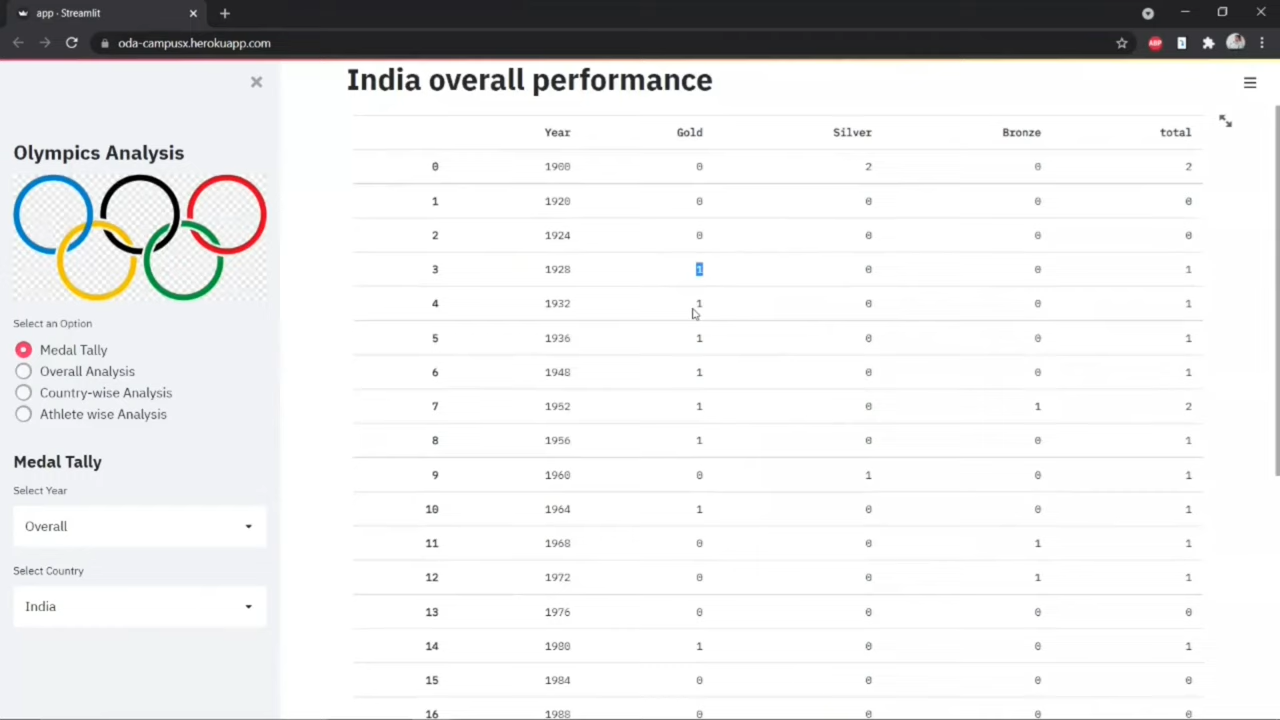 app · Streamlit
oda-campusx.herokuapp.com
ABP
Olympics Analysis
Select an Option
Medal Tally
Overall Analysis
Country-wise Analysis
Athlete wise Analysis
Medal Tally
Select Year
Overall
Select Country
India
India overall performance
Year Gold Silver Bronze total
0 1900 0 2 0 2
1 1920 0 0 0 0
2 1924 0 0 0 0
3 1928 1 0 0 1
4 1932 1 0 0 1
5 1936 1 0 0 1
6 1948 1 0 0 1
7 1952 1 0 1 2
8 1956 1 0 0 1
9 1960 0 1 0 1
10 1964 1 0 0 1
11 1968 0 0 1 1
12 1972 0 0 1 1
13 1976 0 0 0 0
14 1980 1 0 0 1
15 1984 0 0 0 0
16 1988 0 0 0 0